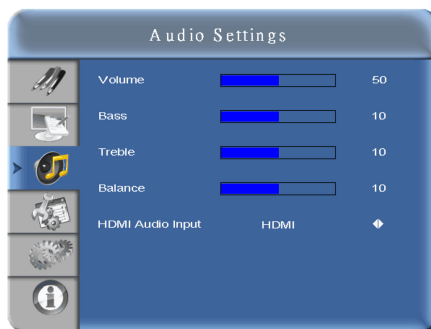 Audio Settings
Volume 50
Bass 10
Treble 10
Balance 10
HDMI Audio Input HDMI